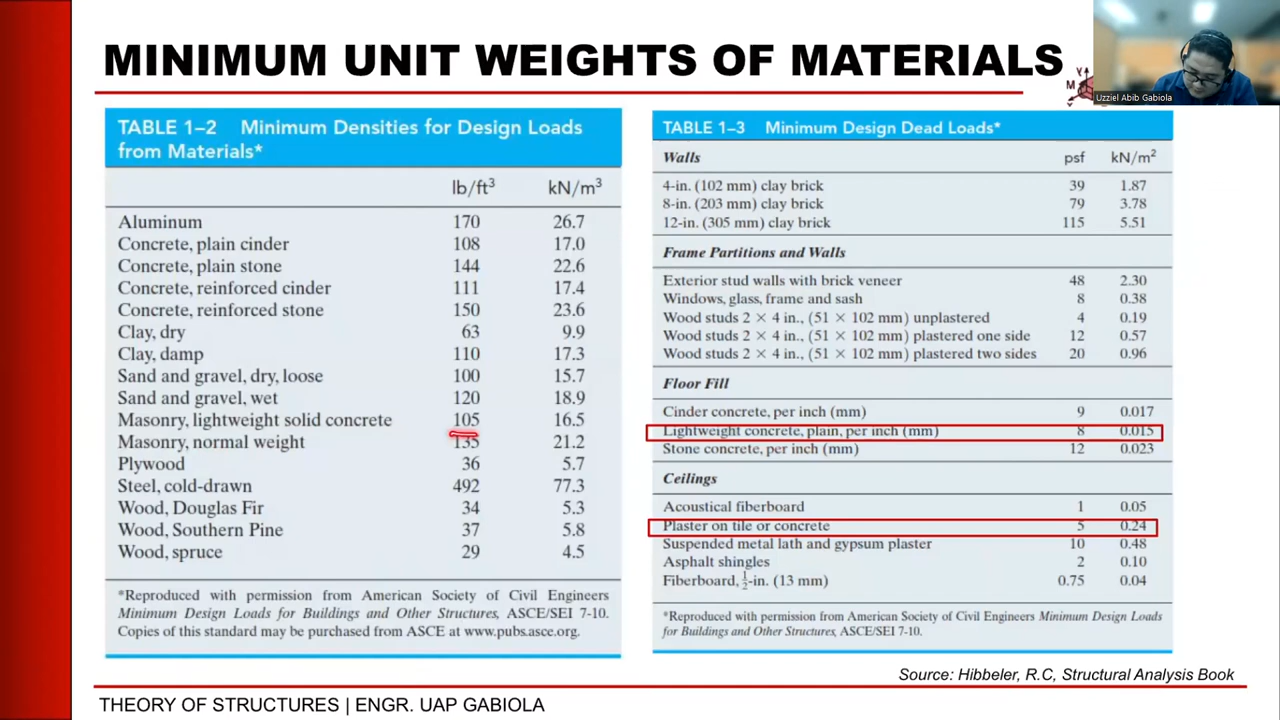 MINIMUM UNIT WEIGHTS OF MATERIALS
Y
M
Uzziel Abib Gabiola
TABLE 1–2 Minimum Densities for Design Loads
from Materials*
lb/ft³ kN/m³
Aluminum 170 26.7
Concrete, plain cinder 108 17.0
Concrete, plain stone 144 22.6
Concrete, reinforced cinder 111 17.4
Concrete, reinforced stone 150 23.6
Clay, dry 63 9.9
Clay, damp 110 17.3
Sand and gravel, dry, loose 100 15.7
Sand and gravel, wet 120 18.9
Masonry, lightweight solid concrete 105 16.5
Masonry, normal weight 135 21.2
Plywood 36 5.7
Steel, cold-drawn 492 77.3
Wood, Douglas Fir 34 5.3
Wood, Southern Pine 37 5.8
Wood, spruce 29 4.5
*Reproduced with permission from American Society of Civil Engineers
Minimum Design Loads for Buildings and Other Structures, ASCE/SEI 7-10.
Copies of this standard may be purchased from ASCE at www.pubs.asce.org.
TABLE 1–3 Minimum Design Dead Loads*
Walls psf kN/m²
4-in. (102 mm) clay brick 39 1.87
8-in. (203 mm) clay brick 79 3.78
12-in. (305 mm) clay brick 115 5.51
Frame Partitions and Walls
Exterior stud walls with brick veneer 48 2.30
Windows, glass, frame and sash 8 0.38
Wood studs 2 × 4 in., (51 × 102 mm) unplastered 4 0.19
Wood studs 2 × 4 in., (51 × 102 mm) plastered one side 12 0.57
Wood studs 2 × 4 in., (51 × 102 mm) plastered two sides 20 0.96
Floor Fill
Cinder concrete, per inch (mm) 9 0.017
Lightweight concrete, plain, per inch (mm) 8 0.015
Stone concrete, per inch (mm) 12 0.023
Ceilings
Acoustical fiberboard 1 0.05
Plaster on tile or concrete 5 0.24
Suspended metal lath and gypsum plaster 10 0.48
Asphalt shingles 2 0.10
Fiberboard, ½-in. (13 mm) 0.75 0.04
*Reproduced with permission from American Society of Civil Engineers Minimum Design Loads
for Buildings and Other Structures, ASCE/SEI 7-10.
Source: Hibbeler, R.C, Structural Analysis Book
THEORY OF STRUCTURES | ENGR. UAP GABIOLA